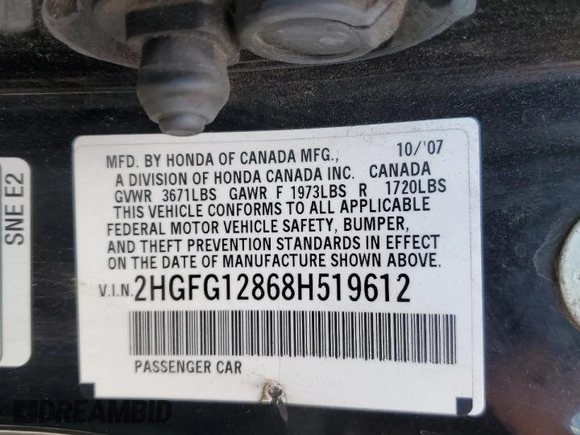 MFD. BY HONDA OF CANADA MFG., 10/'07
A DIVISION OF HONDA CANADA INC. CANADA
GVWR 3671LBS GAWR F 1973LBS R 1720LBS
THIS VEHICLE CONFORMS TO ALL APPLICABLE
FEDERAL MOTOR VEHICLE SAFETY, BUMPER,
AND THEFT PREVENTION STANDARDS IN EFFECT
ON THE DATE OF MANUFACTURE SHOWN ABOVE.
V.I.N. 2HGFG12868H519612
PASSENGER CAR
SNE E2
DREAMBID